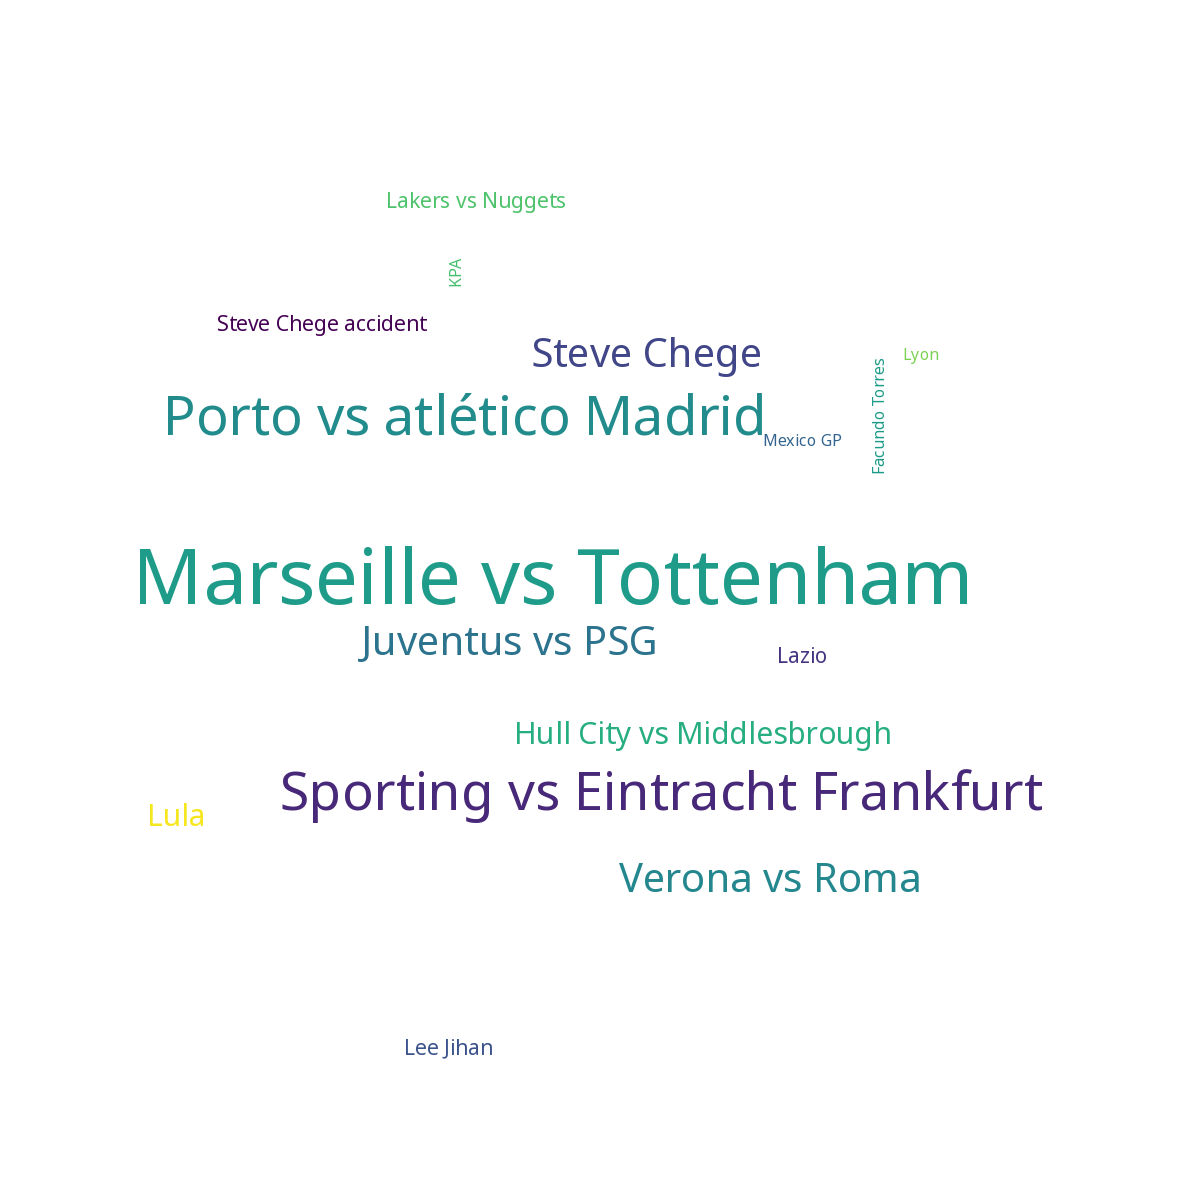 Lakers vs Nuggets
KPA
Steve Chege accident
Steve Chege
Lyon
Facundo Torres
Porto vs atlético Madrid
Mexico GP
Marseille vs Tottenham
Juventus vs PSG
Lazio
Hull City vs Middlesbrough
Sporting vs Eintracht Frankfurt
Lula
Verona vs Roma
Lee Jihan